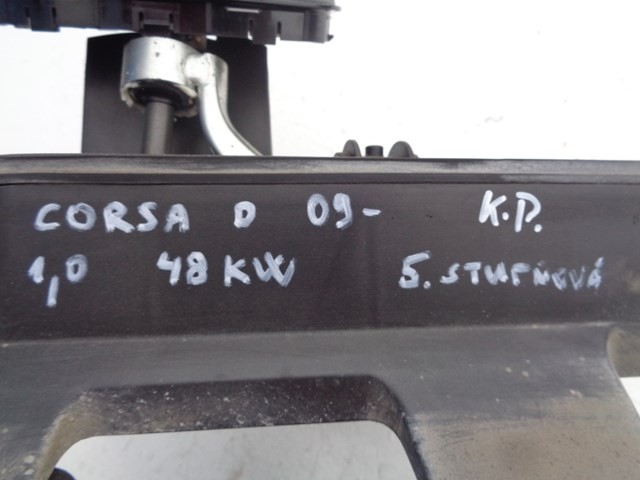 CORSA D 09- K.P.
1,0 48 KW 5. STUPŇOVÁ